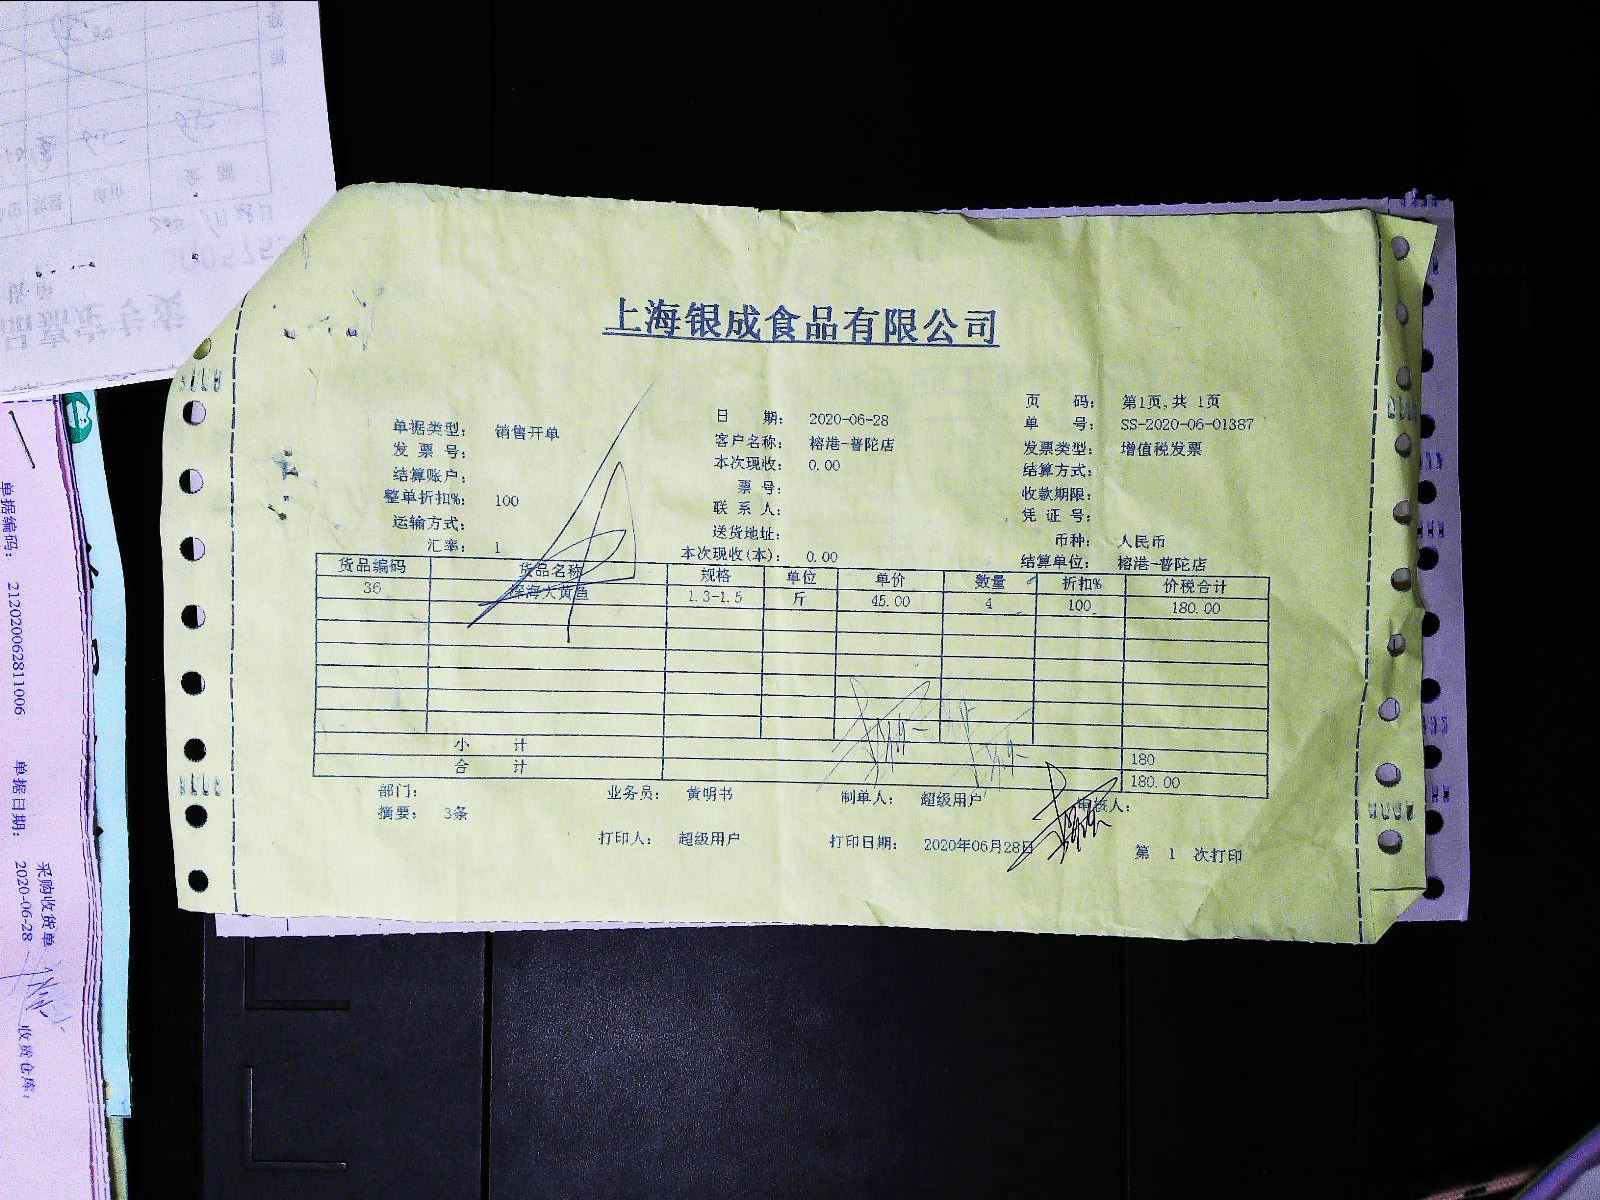 上海银成食品有限公司
单据类型： 销售开单 日 期： 2020-06-28 页 码： 第1页, 共 1页
发 票 号： 客户名称： 榕港-普陀店 单 号： SS-2020-06-01387
结算账户： 本次现收： 0.00 发票类型： 增值税发票
整单折扣%： 100 票 号： 结算方式：
运输方式： 联 系 人： 收款期限：
汇率： 1 送货地址： 凭 证 号：
本次现收(本)： 0.00 币种： 人民币
结算单位： 榕港-普陀店
货品编码 货品名称 规格 单位 单价 数量 折扣% 价税合计
36 深海大黄鱼 1.3-1.5 斤 45.00 4 100 180.00
小 计 180
合 计 180.00
部门： 业务员： 黄明书 制单人： 超级用户 审核人：
摘要： 3条
打印人： 超级用户 打印日期： 2020年06月28日 第 1 次打印
采购收货单
单据编码： 212020062811006 单据日期： 2020-06-28 收货仓库：